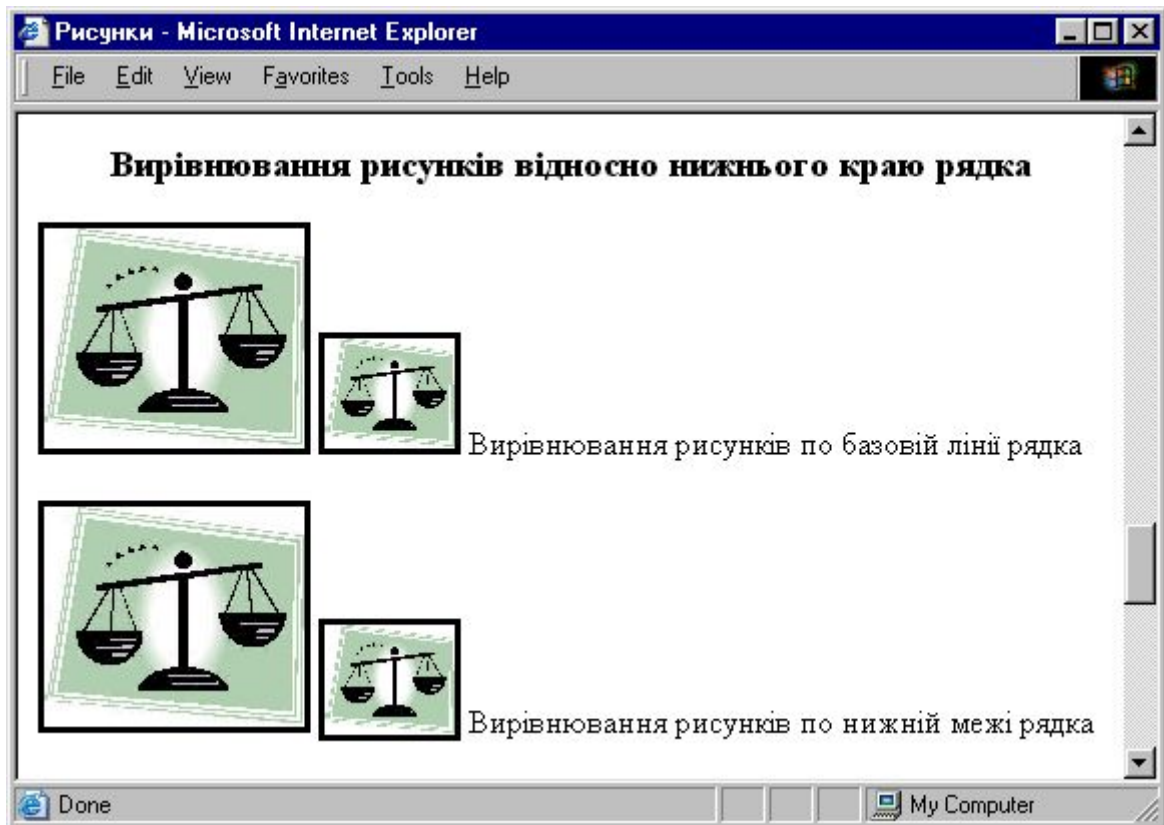 Рисунки - Microsoft Internet Explorer
File Edit View Favorites Tools Help
Вирівнювання рисунків відносно нижнього краю рядка
Вирівнювання рисунків по базовій лінії рядка
Вирівнювання рисунків по нижній межі рядка
Done My Computer